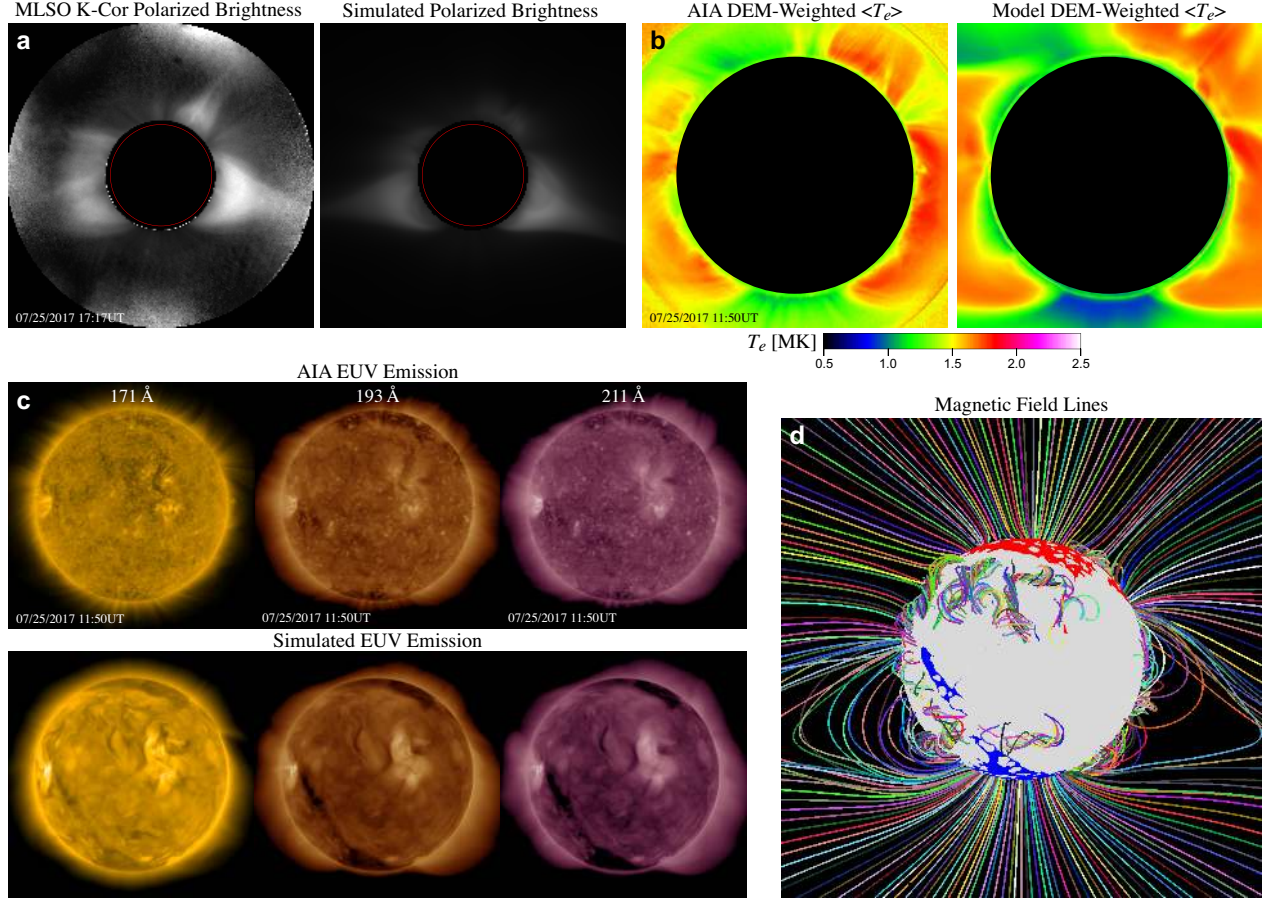 MLSO K-Cor Polarized Brightness
Simulated Polarized Brightness
a
07/25/2017 17:17UT
AIA DEM-Weighted <Te>
Model DEM-Weighted <Te>
b
07/25/2017 11:50UT
Te [MK]
0.5 1.0 1.5 2.0 2.5
AIA EUV Emission
c
171 Å
193 Å
211 Å
07/25/2017 11:50UT
07/25/2017 11:50UT
07/25/2017 11:50UT
Simulated EUV Emission
Magnetic Field Lines
d